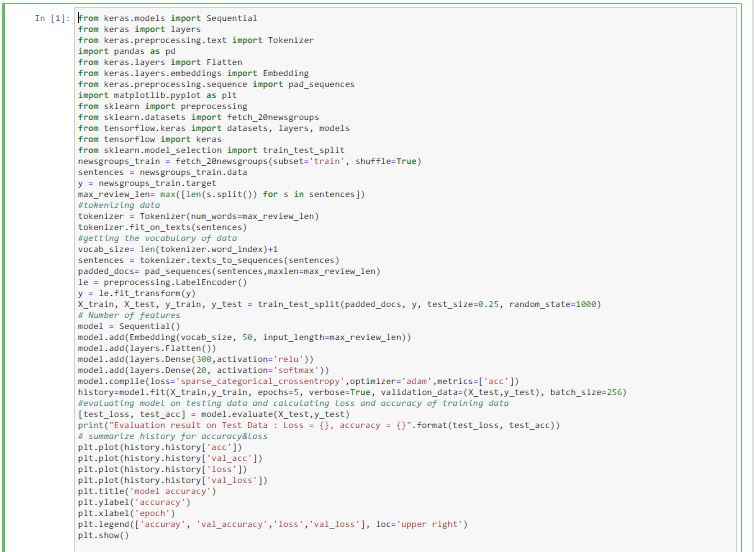 In [1]: from keras.models import Sequential
from keras import layers
from keras.preprocessing.text import Tokenizer
import pandas as pd
from keras.layers import Flatten
from keras.layers.embeddings import Embedding
from keras.preprocessing.sequence import pad_sequences
import matplotlib.pyplot as plt
from sklearn import preprocessing
from sklearn.datasets import fetch_20newsgroups
from tensorflow.keras import datasets, layers, models
from tensorflow import keras
from sklearn.model_selection import train_test_split
newsgroups_train = fetch_20newsgroups(subset='train', shuffle=True)
sentences = newsgroups_train.data
y = newsgroups_train.target
max_review_len= max([len(s.split()) for s in sentences])
#tokenizing data
tokenizer = Tokenizer(num_words=max_review_len)
tokenizer.fit_on_texts(sentences)
#getting the vocabulary of data
vocab_size= len(tokenizer.word_index)+1
sentences = tokenizer.texts_to_sequences(sentences)
padded_docs= pad_sequences(sentences,maxlen=max_review_len)
le = preprocessing.LabelEncoder()
y = le.fit_transform(y)
X_train, X_test, y_train, y_test = train_test_split(padded_docs, y, test_size=0.25, random_state=1000)
# Number of features
model = Sequential()
model.add(Embedding(vocab_size, 50, input_length=max_review_len))
model.add(layers.Flatten())
model.add(layers.Dense(300,activation='relu'))
model.add(layers.Dense(20, activation='softmax'))
model.compile(loss='sparse_categorical_crossentropy',optimizer='adam',metrics=['acc'])
history=model.fit(X_train,y_train, epochs=5, verbose=True, validation_data=(X_test,y_test), batch_size=256)
#evaluating model on testing data and calculating loss and accuracy of training data
[test_loss, test_acc] = model.evaluate(X_test,y_test)
print("Evaluation result on Test Data : Loss = {}, accuracy = {}".format(test_loss, test_acc))
# summarize history for accuracy&loss
plt.plot(history.history['acc'])
plt.plot(history.history['val_acc'])
plt.plot(history.history['loss'])
plt.plot(history.history['val_loss'])
plt.title('model accuracy')
plt.ylabel('accuracy')
plt.xlabel('epoch')
plt.legend(['accuray', 'val_accuracy','loss','val_loss'], loc='upper right')
plt.show()